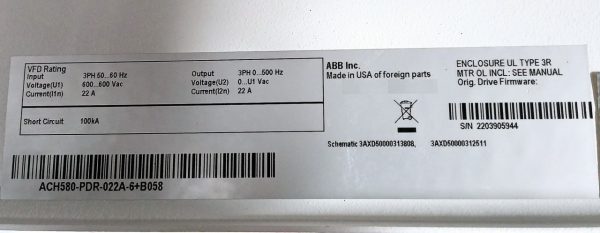 VFD Rating
Input 3PH 50...60 Hz Output 3PH 0...500 Hz
Voltage(U1) 600...600 Vac Voltage(U2) 0...U1 Vac
Current(I1n) 22 A Current(I2n) 22 A
Short Circuit 100kA
ACH580-PDR-022A-6+B058
ABB Inc.
Made in USA of foreign parts
Schematic 3AXD50000313808, 3AXD50000312511
ENCLOSURE UL TYPE 3R
MTR OL INCL: SEE MANUAL
Orig. Drive Firmware:
S/N 2203905944